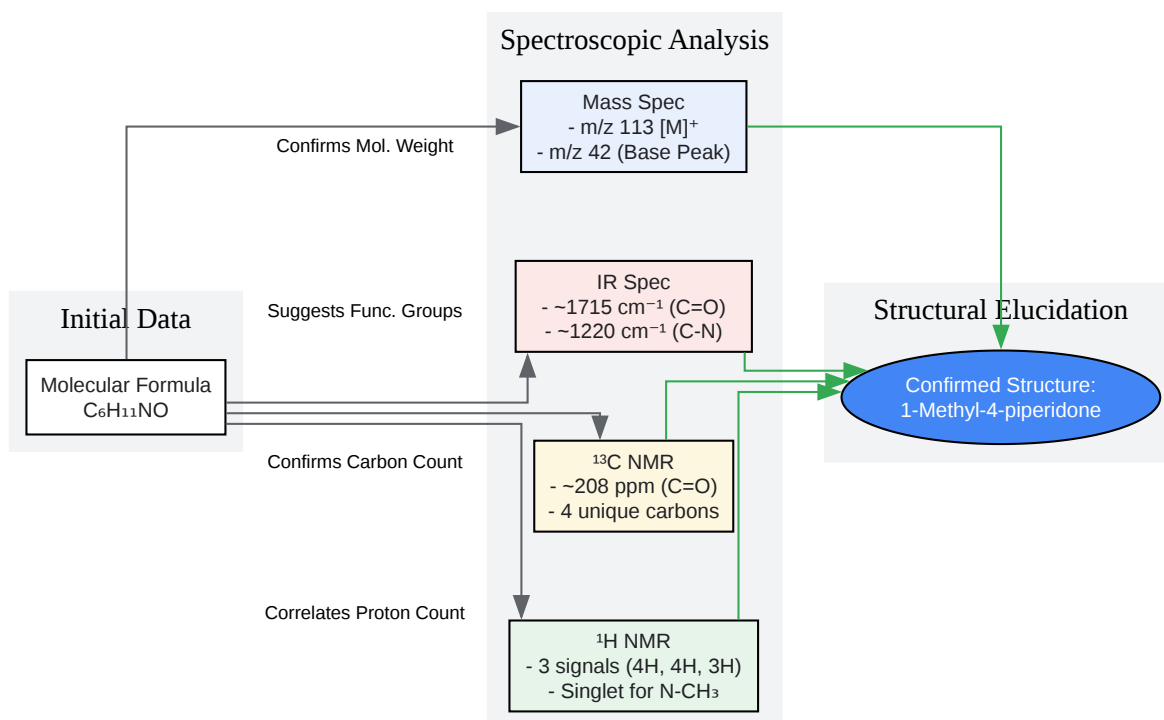 Spectroscopic Analysis
Mass Spec
- m/z 113 [M]⁺
- m/z 42 (Base Peak)
Confirms Mol. Weight
IR Spec
- ~1715 cm⁻¹ (C=O)
- ~1220 cm⁻¹ (C-N)
Suggests Func. Groups
Initial Data
Molecular Formula
C₆H₁₁NO
Structural Elucidation
Confirmed Structure:
1-Methyl-4-piperidone
Confirms Carbon Count
¹³C NMR
- ~208 ppm (C=O)
- 4 unique carbons
Correlates Proton Count
¹H NMR
- 3 signals (4H, 4H, 3H)
- Singlet for N-CH₃